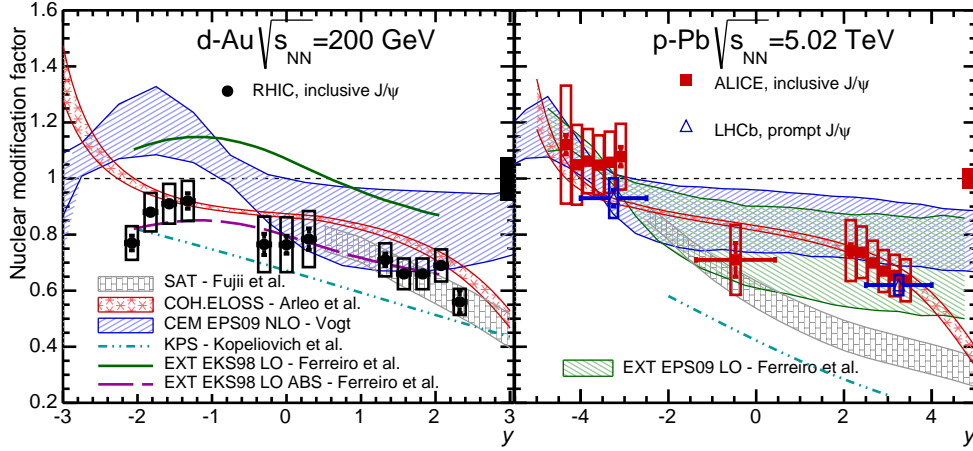 Nuclear modification factor
1.6
1.4
1.2
1
0.8
0.6
0.4
0.2
d-Au √s_NN=200 GeV
RHIC, inclusive J/ψ
SAT - Fujii et al.
COH.ELOSS - Arleo et al.
CEM EPS09 NLO - Vogt
KPS - Kopeliovich et al.
EXT EKS98 LO - Ferreiro et al.
EXT EKS98 LO ABS - Ferreiro et al.
-3 -2 -1 0 1 2 3
y
p-Pb √s_NN=5.02 TeV
ALICE, inclusive J/ψ
LHCb, prompt J/ψ
EXT EPS09 LO - Ferreiro et al.
-4 -2 0 2 4
y